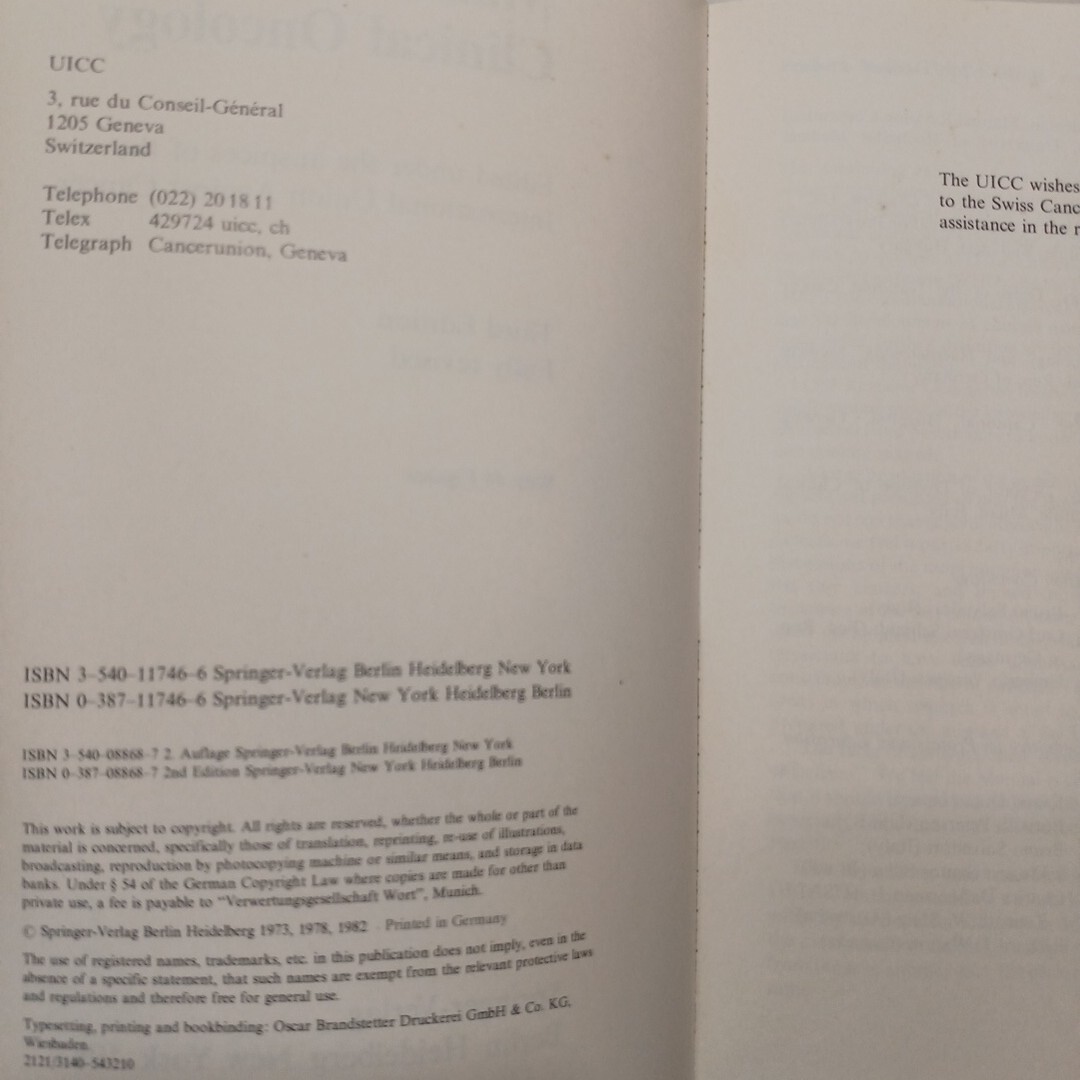 UICC
3, rue du Conseil-Général
1205 Geneva
Switzerland
Telephone (022) 20 18 11
Telex 429724 uicc, ch
Telegraph Cancerunion, Geneva
ISBN 3-540-11746-6 Springer-Verlag Berlin Heidelberg New York
ISBN 0-387-11746-6 Springer-Verlag New York Heidelberg Berlin
ISBN 3-540-08868-7 2. Auflage Springer-Verlag Berlin Heidelberg New York
ISBN 0-387-08868-7 2nd Edition Springer-Verlag New York Heidelberg Berlin
This work is subject to copyright. All rights are reserved, whether the whole or part of the
material is concerned, specifically those of translation, reprinting, re-use of illustrations,
broadcasting, reproduction by photocopying machine or similar means, and storage in data
banks. Under § 54 of the German Copyright Law where copies are made for other than
private use, a fee is payable to “Verwertungsgesellschaft Wort”, Munich.
© Springer-Verlag Berlin Heidelberg 1973, 1978, 1982 Printed in Germany
The use of registered names, trademarks, etc. in this publication does not imply, even in the
absence of a specific statement, that such names are exempt from the relevant protective laws
and regulations and therefore free for general use.
Typesetting, printing and bookbinding: Oscar Brandstetter Druckerei GmbH & Co. KG,
Wiesbaden.
2121/3140-543210
The UICC wishes
to the Swiss Canc
assistance in the r